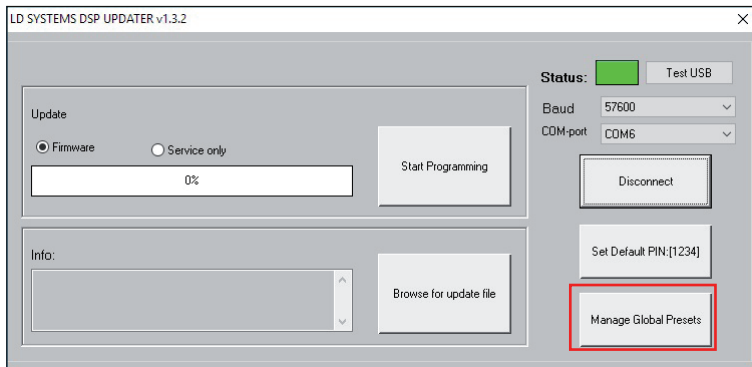 LD SYSTEMS DSP UPDATER v1.3.2
Status:
Test USB
Baud
57600
COM-port
COM6
Update
Firmware
Service only
0%
Start Programming
Disconnect
Info:
Browse for update file
Set Default PIN:[1234]
Manage Global Presets